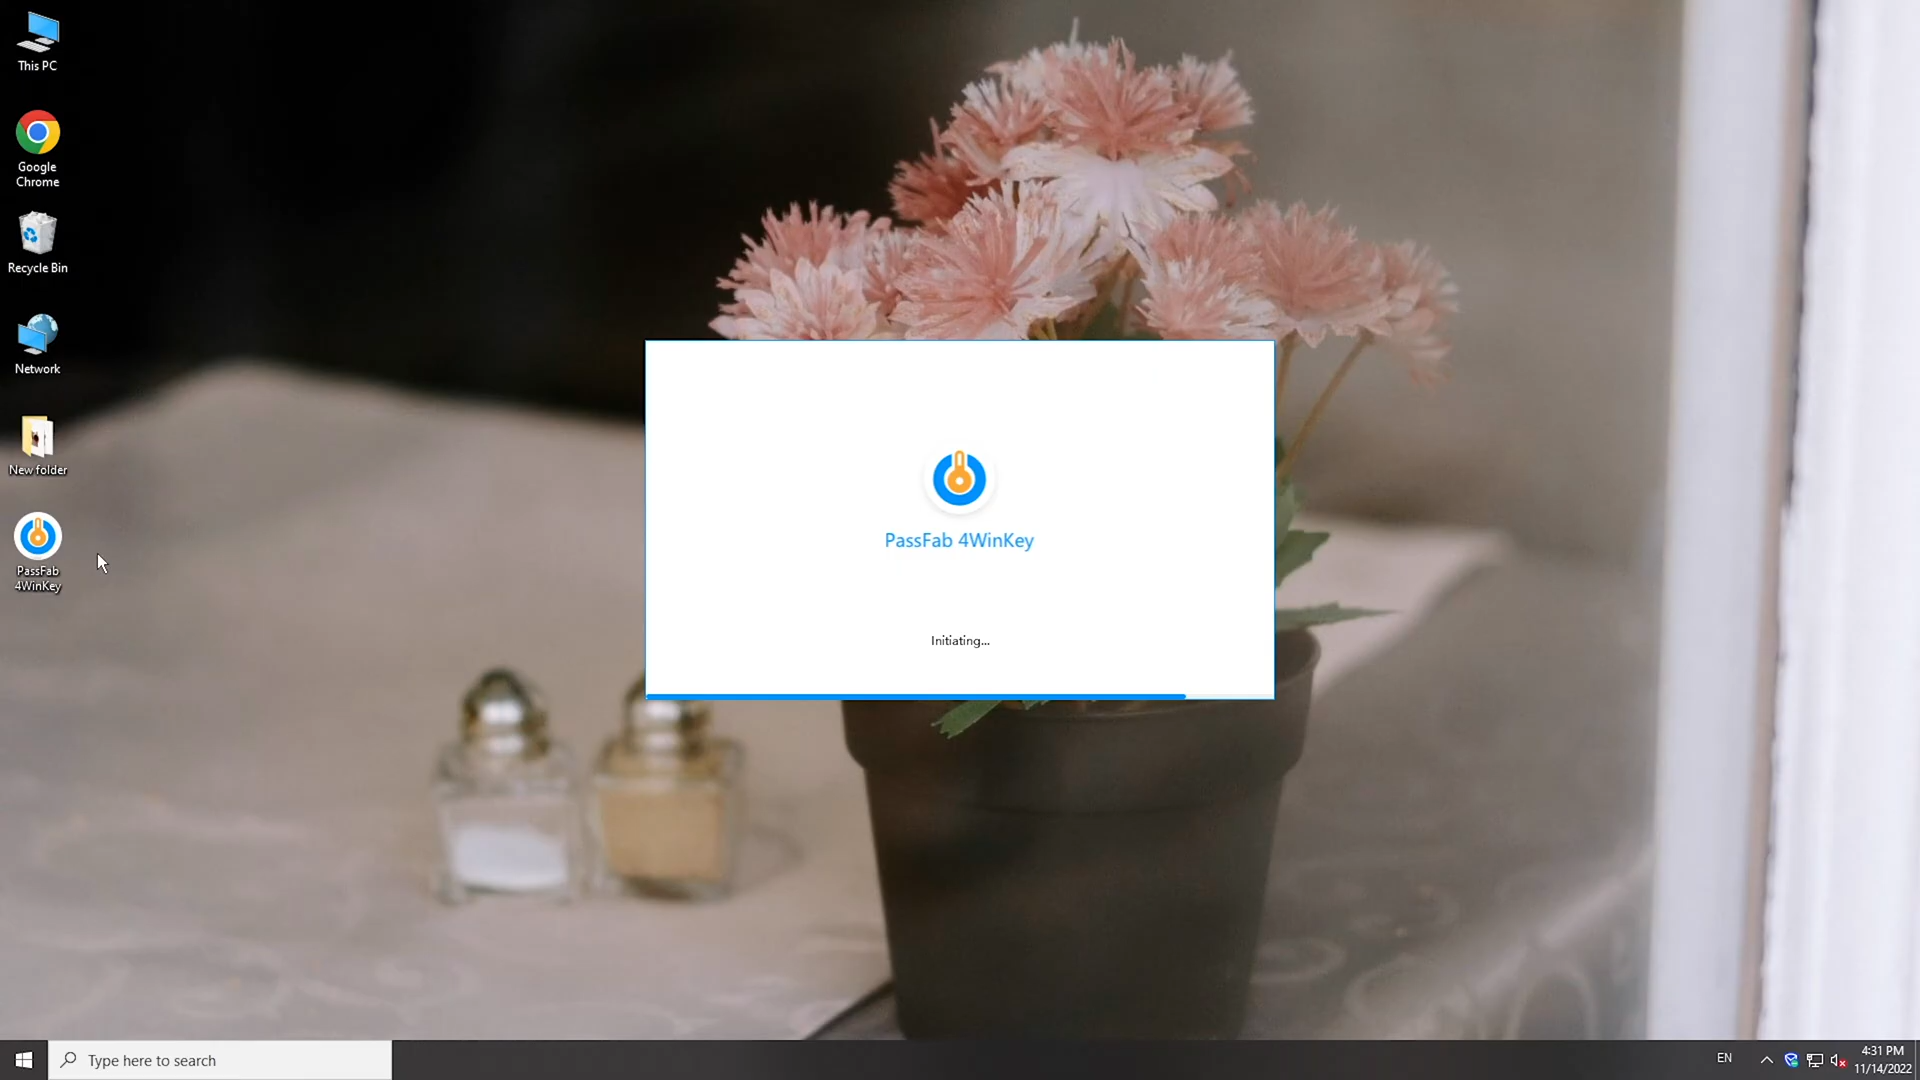 This PC
Google
Chrome
Recycle Bin
Network
New folder
PassFab
4WinKey
PassFab 4WinKey
Initiating...
Type here to search
EN
4:31 PM
11/14/2022